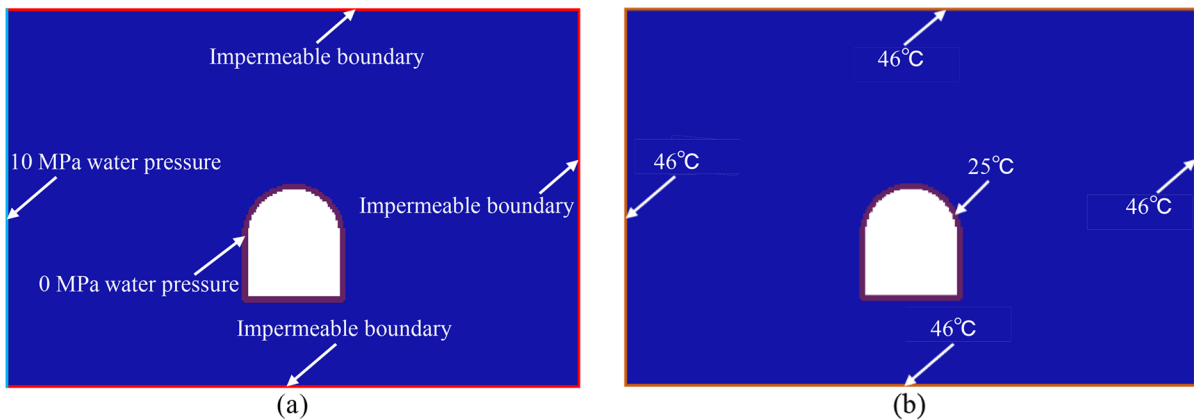 Impermeable boundary
10 MPa water pressure
Impermeable boundary
0 MPa water pressure
Impermeable boundary
(a)
46℃
46℃
25℃
46℃
46℃
(b)